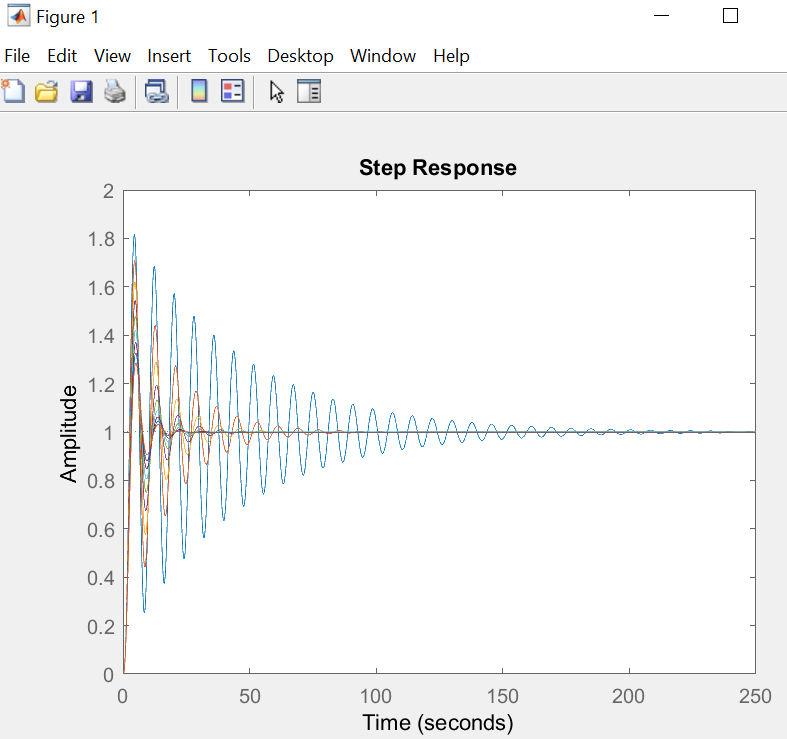 Figure 1
File Edit View Insert Tools Desktop Window Help
Step Response
2
1.8
1.6
1.4
1.2
1
0.8
0.6
0.4
0.2
0
Amplitude
0 50 100 150 200 250
Time (seconds)